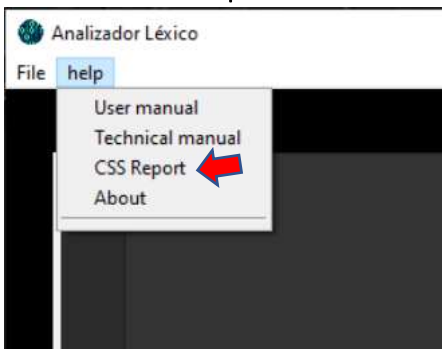 Analizador Léxico
File help
User manual
Technical manual
CSS Report
About